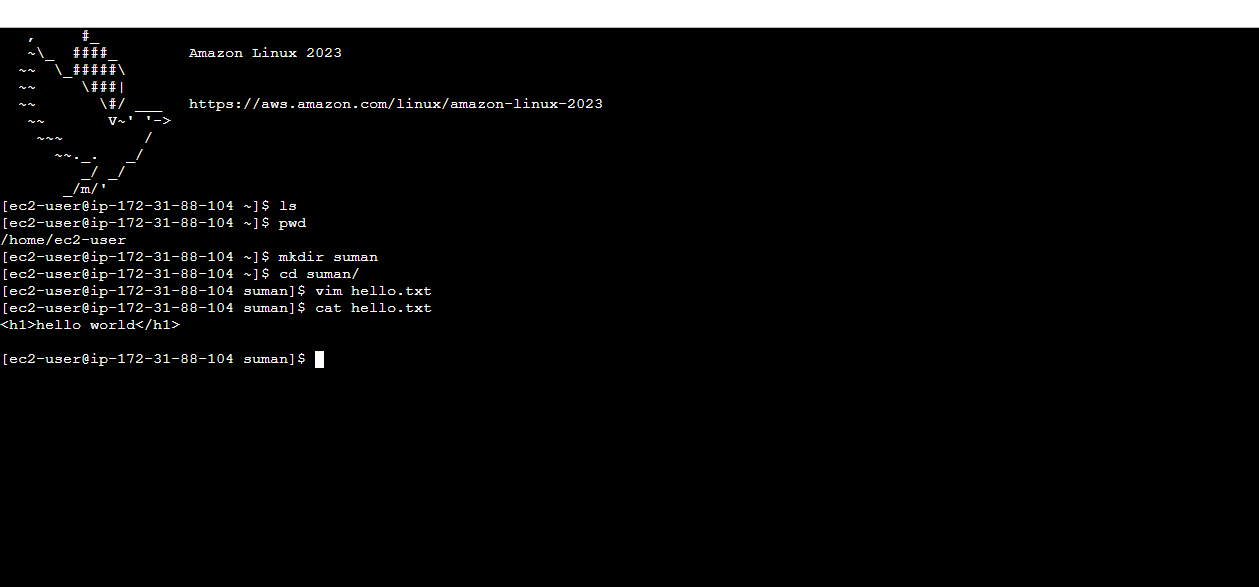 ,     #_
   ~\_  ####_        Amazon Linux 2023
  ~~  \_#####\
  ~~     \###|
  ~~       \#/ ___   https://aws.amazon.com/linux/amazon-linux-2023
   ~~       V~' '->
    ~~~         /
      ~~._.   _/
         _/ _/
       _/m/'
[ec2-user@ip-172-31-88-104 ~]$ ls
[ec2-user@ip-172-31-88-104 ~]$ pwd
/home/ec2-user
[ec2-user@ip-172-31-88-104 ~]$ mkdir suman
[ec2-user@ip-172-31-88-104 ~]$ cd suman/
[ec2-user@ip-172-31-88-104 suman]$ vim hello.txt
[ec2-user@ip-172-31-88-104 suman]$ cat hello.txt
<h1>hello world</h1>
[ec2-user@ip-172-31-88-104 suman]$